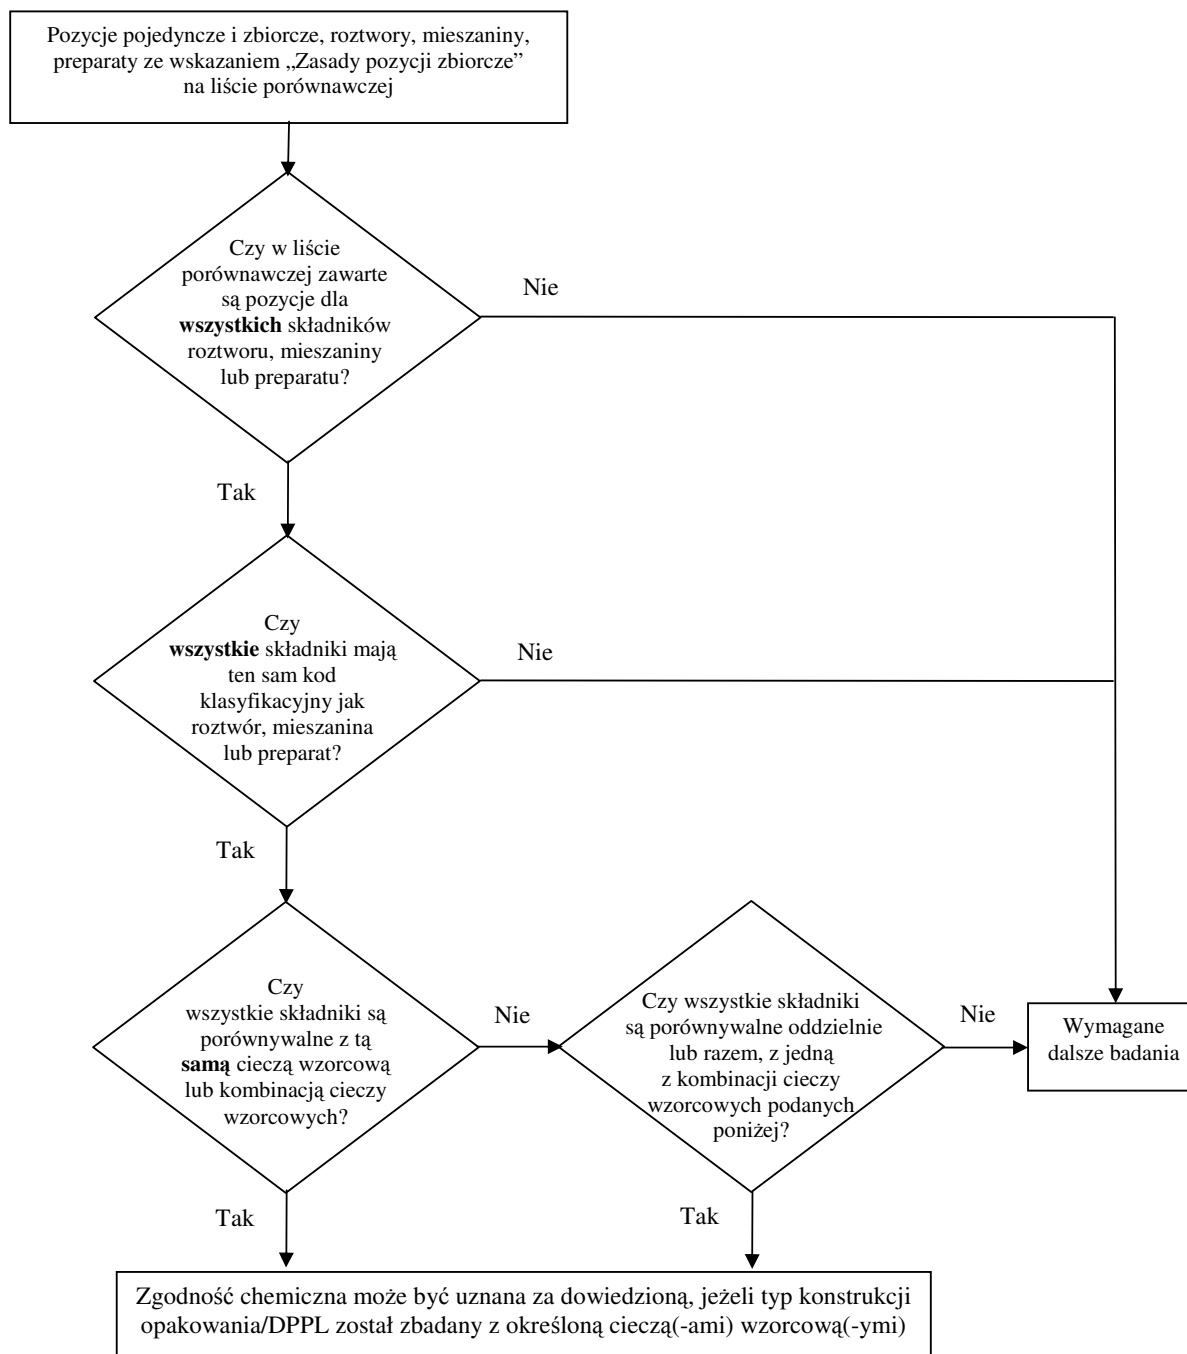 Pozycje pojedyncze i zbiorcze, roztwory, mieszaniny,
preparaty ze wskazaniem „Zasady pozycji zbiorcze”
na liście porównawczej
Czy w liście
porównawczej zawarte
są pozycje dla
wszystkich składników
roztworu, mieszaniny
lub preparatu?
Nie
Tak
Czy
wszystkie składniki mają
ten sam kod
klasyfikacyjny jak
roztwór, mieszanina
lub preparat?
Nie
Tak
Czy
wszystkie składniki są
porównywalne z tą
samą cieczą wzorcową
lub kombinacją cieczy
wzorcowych?
Nie
Czy wszystkie składniki
są porównywalne oddzielnie
lub razem, z jedną
z kombinacji cieczy
wzorcowych podanych
poniżej?
Nie
Wymagane
dalsze badania
Tak
Tak
Zgodność chemiczna może być uznana za dowiedzioną, jeżeli typ konstrukcji
opakowania/DPPL został zbadany z określoną cieczą(-ami) wzorcową(-ymi)